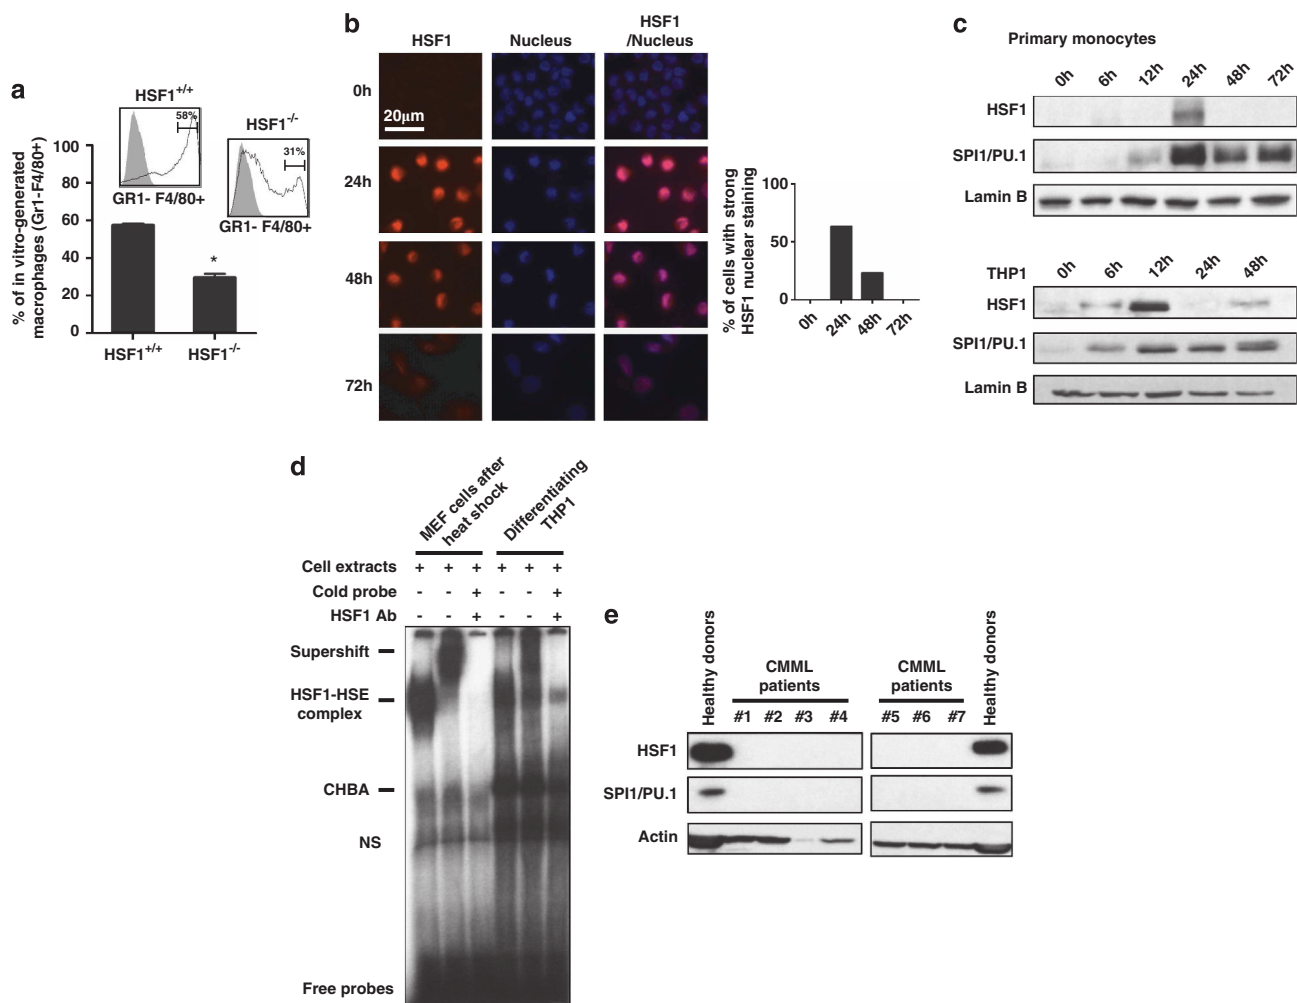 a
HSF1+/+
58%
GR1- F4/80+
HSF1-/-
31%
GR1- F4/80+
% of in vitro-generated
macrophages (Gr1-F4/80+)
100
80
60
40
20
0
*
HSF1+/+
HSF1-/-
b
HSF1
Nucleus
HSF1
/Nucleus
0h
20μm
24h
48h
72h
% of cells with strong
HSF1 nuclear staining
100
50
0
0h
24h
48h
72h
c
Primary monocytes
0h 6h 12h 24h 48h 72h
HSF1
SPI1/PU.1
Lamin B
THP1
0h 6h 12h 24h 48h
HSF1
SPI1/PU.1
Lamin B
d
MEF cells after
heat shock
Differentiating
THP1
Cell extracts + + + + + +
Cold probe - - + - - +
HSF1 Ab - - + - - +
Supershift
HSF1-HSE
complex
CHBA
NS
Free probes
e
Healthy donors
CMML
patients
#1 #2 #3 #4
CMML
patients
#5 #6 #7
Healthy donors
HSF1
SPI1/PU.1
Actin